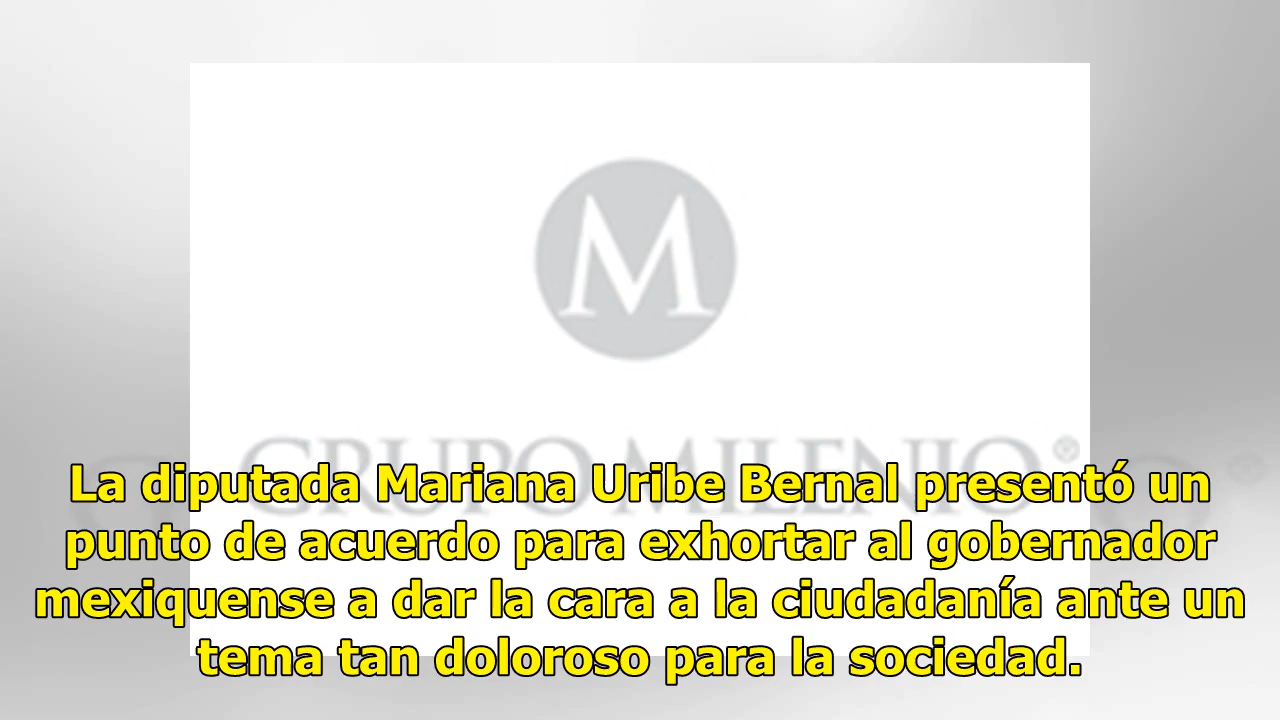 M
GRUPO MILENIO®
La diputada Mariana Uribe Bernal presentó un
punto de acuerdo para exhortar al gobernador
mexiquense a dar la cara a la ciudadanía ante un
tema tan doloroso para la sociedad.